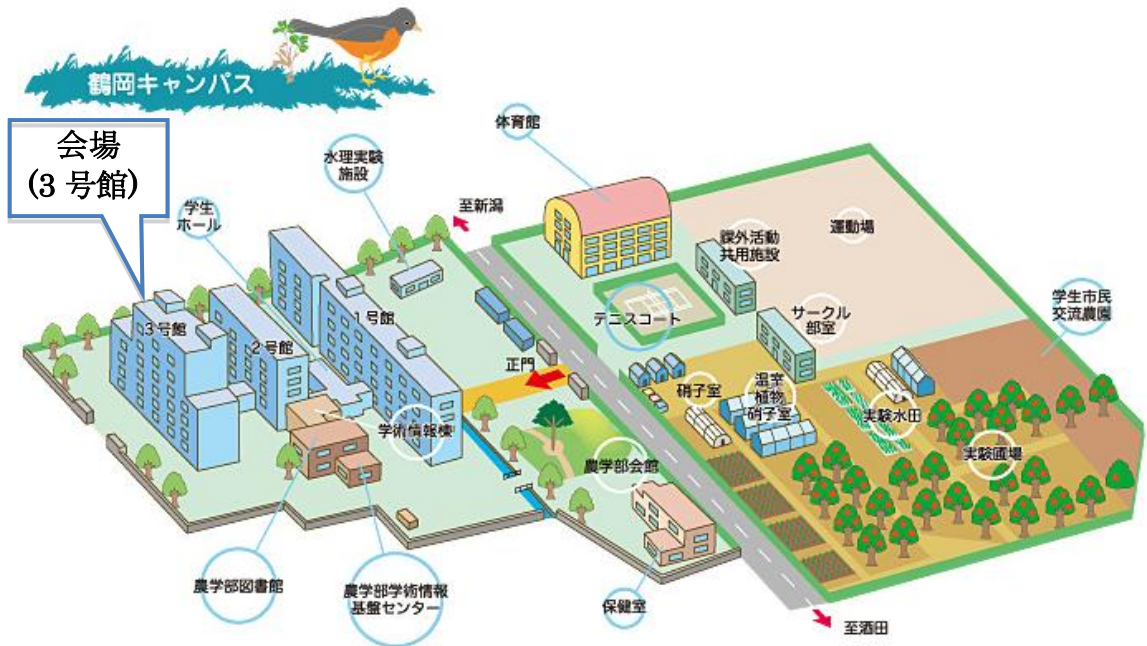 鶴岡キャンパス
会場
(3 号館)
体育館
水理実験
施設
至新潟
学生
ホール
課外活動
共用施設
運動場
学生市民
交流農園
テニスコート
サークル
部室
3号館
2号館
1号館
正門
硝子室
温室
植物
硝子室
実験水田
学術情報棟
農学部会館
実験圃場
農学部図書館
農学部学術情報
基盤センター
保健室
至酒田